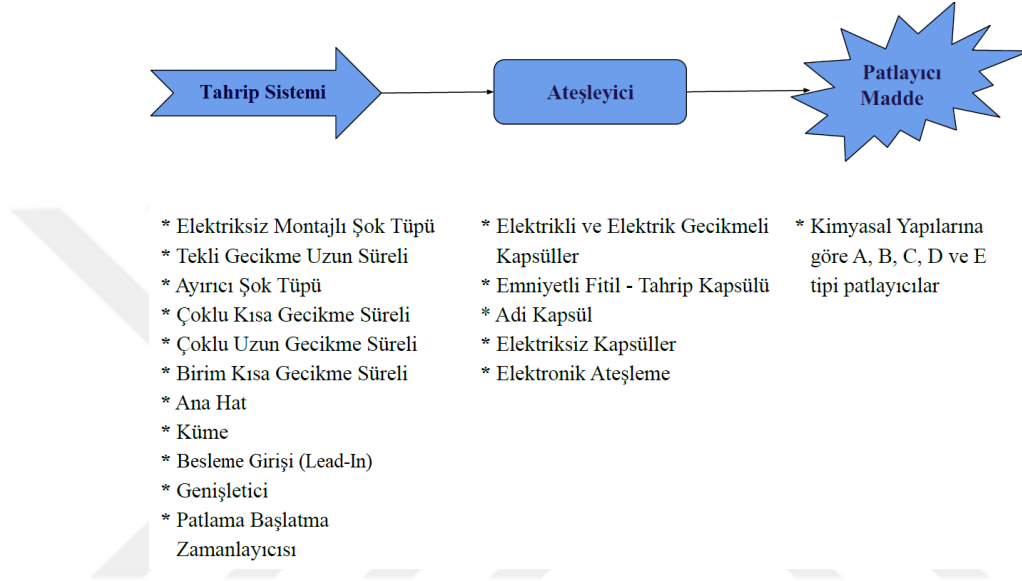 Tahrip Sistemi
Ateşleyici
Patlayıcı
Madde
* Elektriksiz Montajlı Şok Tüpü
* Tekli Gecikme Uzun Süreli
* Ayırıcı Şok Tüpü
* Çoklu Kısa Gecikme Süreli
* Çoklu Uzun Gecikme Süreli
* Birim Kısa Gecikme Süreli
* Ana Hat
* Küme
* Besleme Girişi (Lead-In)
* Genişletici
* Patlama Başlatma
Zamanlayıcısı
* Elektrikli ve Elektrik Gecikmeli
Kapsüller
* Emniyetli Fitil - Tahrip Kapsülü
* Adi Kapsül
* Elektriksiz Kapsüller
* Elektronik Ateşleme
* Kimyasal Yapılarına
göre A, B, C, D ve E
tipi patlayıcılar